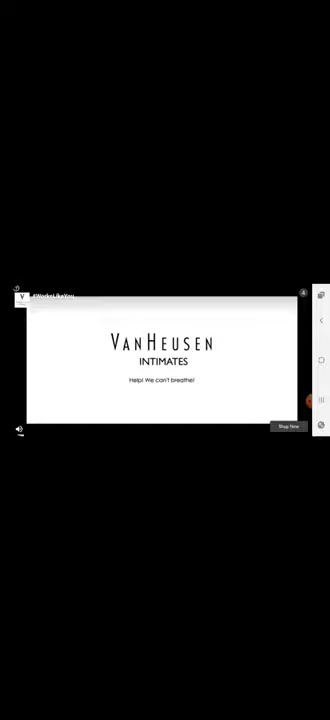 #WorksLikeYou
VANHEUSEN
INTIMATES
Help! We can't breathe!
Shop Now